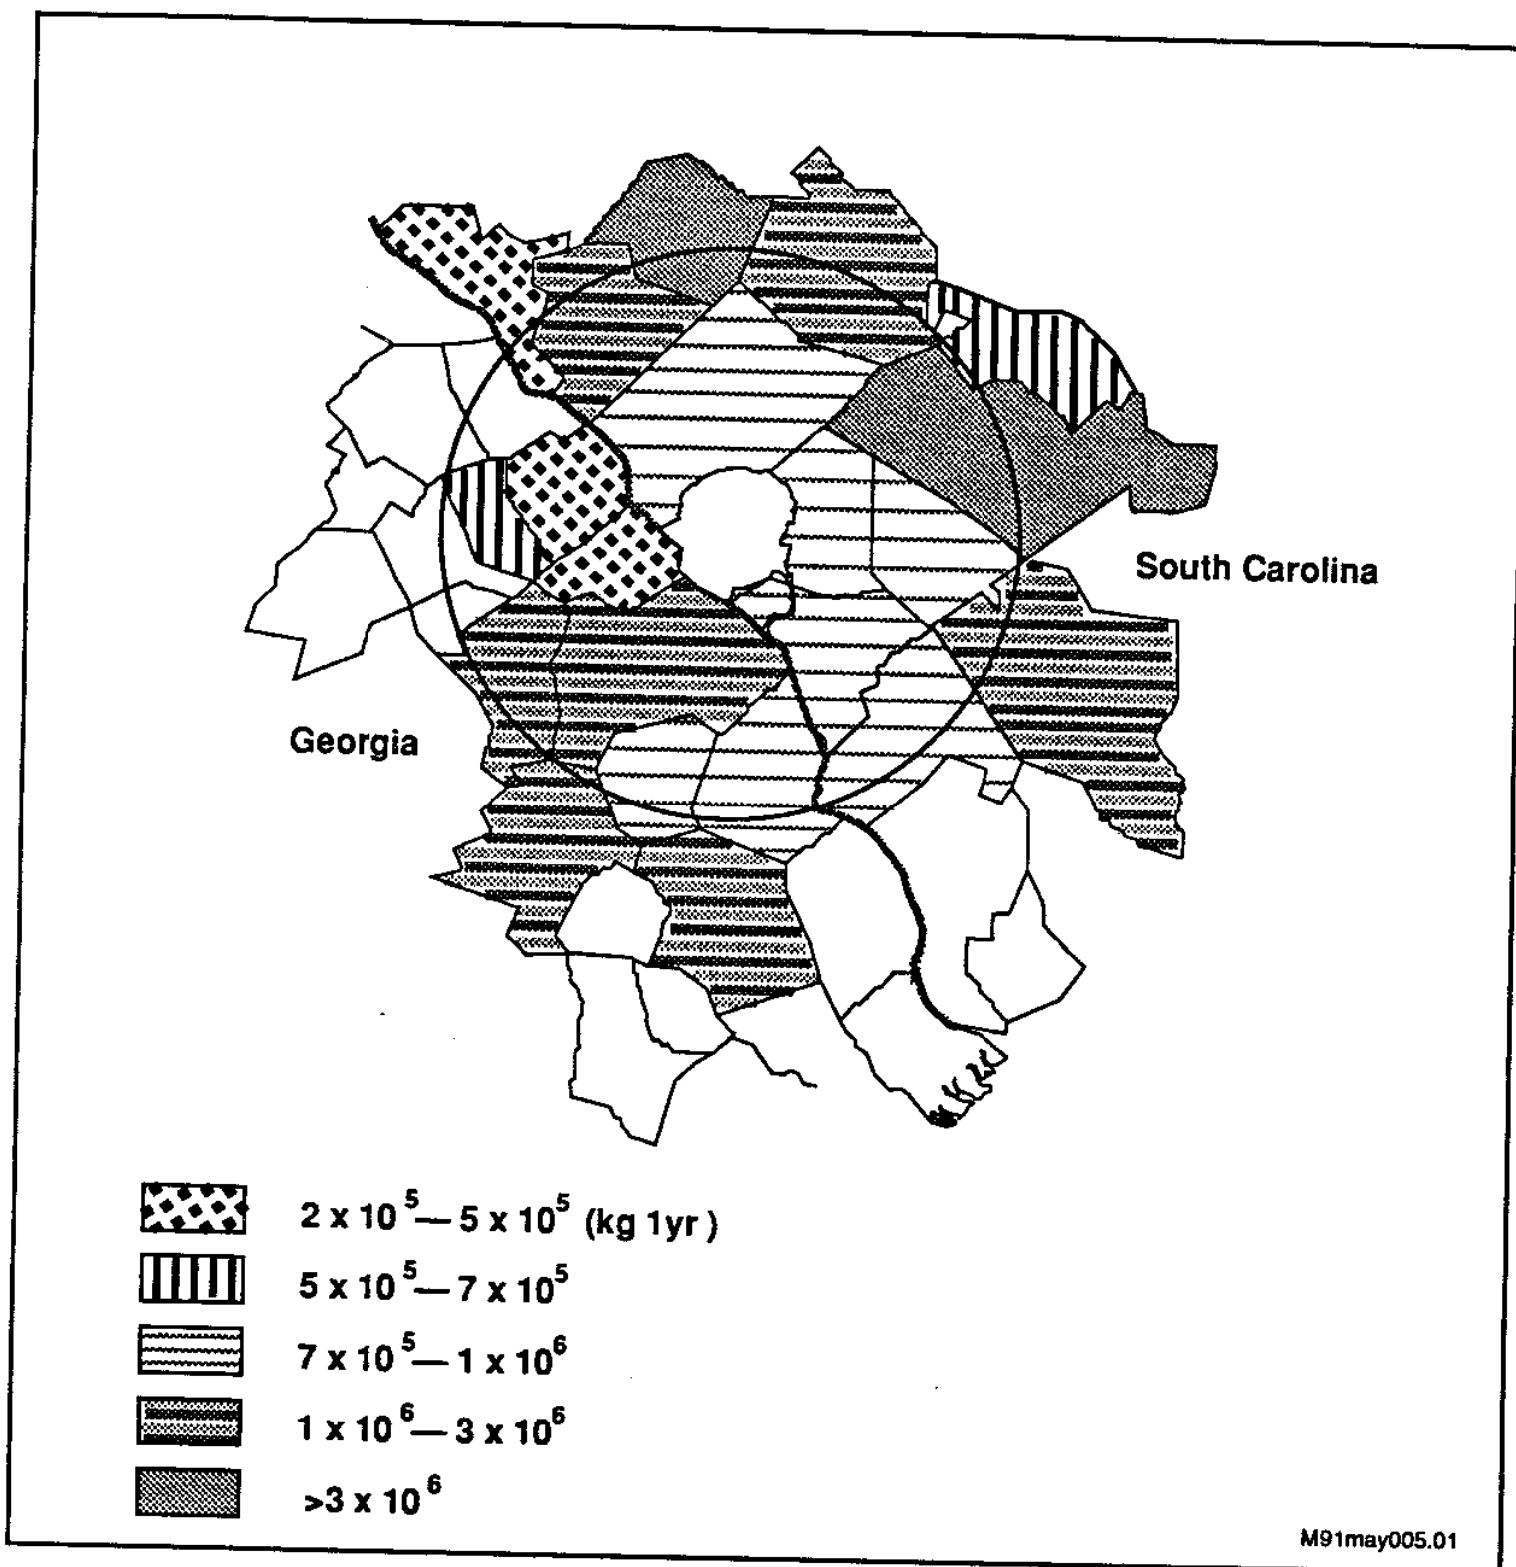 South Carolina
Georgia
2 x 10⁵ — 5 x 10⁵ (kg 1yr )
5 x 10⁵ — 7 x 10⁵
7 x 10⁵ — 1 x 10⁶
1 x 10⁶ — 3 x 10⁶
>3 x 10⁶
M91may005.01